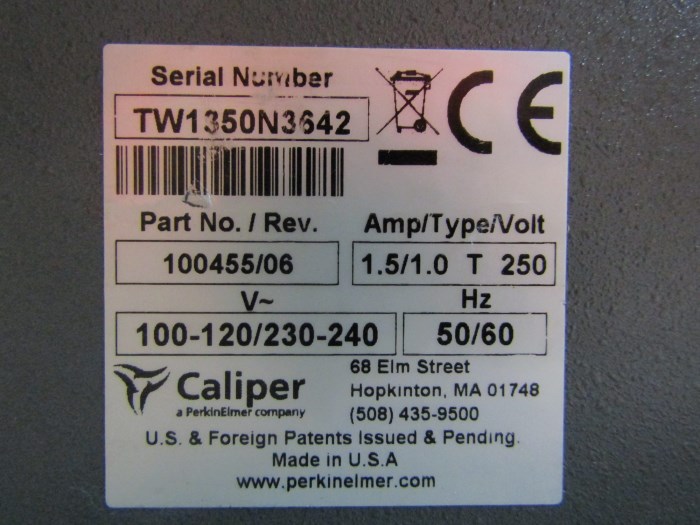 Serial Number
TW1350N3642
CE
Part No. / Rev.
Amp/Type/Volt
100455/06
1.5/1.0 T 250
V~
Hz
100-120/230-240
50/60
Caliper
a PerkinElmer company
68 Elm Street
Hopkinton, MA 01748
(508) 435-9500
U.S. & Foreign Patents Issued & Pending.
Made in U.S.A
www.perkinelmer.com